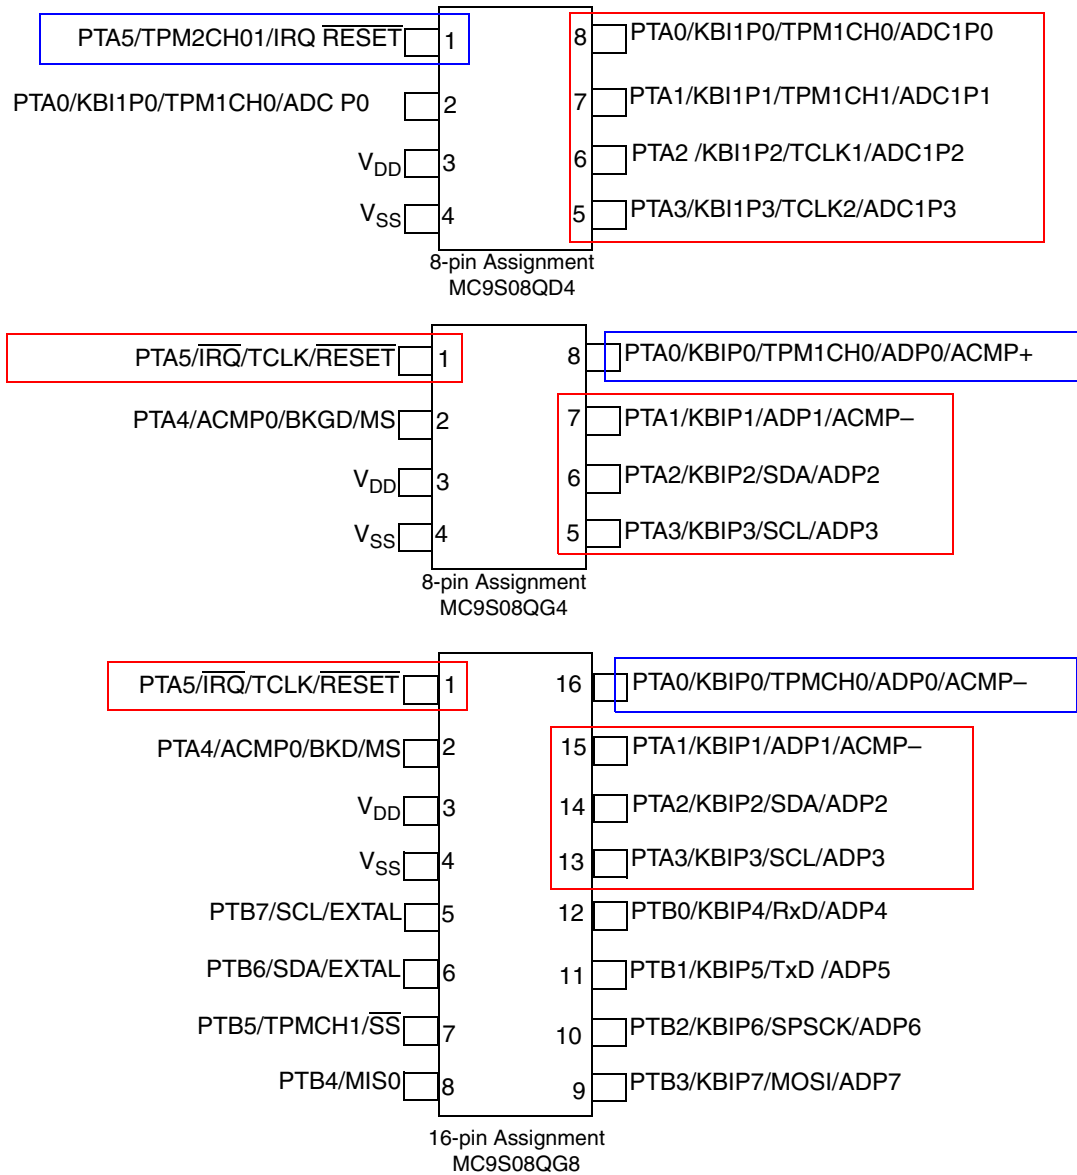 PTA5/TPM2CH01/IRQ RESET 1
8 PTA0/KBI1P0/TPM1CH0/ADC1P0
PTA0/KBI1P0/TPM1CH0/ADC P0 2
7 PTA1/KBI1P1/TPM1CH1/ADC1P1
VDD 3
6 PTA2 /KBI1P2/TCLK1/ADC1P2
VSS 4
5 PTA3/KBI1P3/TCLK2/ADC1P3
8-pin Assignment
MC9S08QD4
PTA5/IRQ/TCLK/RESET 1
8 PTA0/KBIP0/TPM1CH0/ADP0/ACMP+
PTA4/ACMP0/BKGD/MS 2
7 PTA1/KBIP1/ADP1/ACMP–
VDD 3
6 PTA2/KBIP2/SDA/ADP2
VSS 4
5 PTA3/KBIP3/SCL/ADP3
8-pin Assignment
MC9S08QG4
PTA5/IRQ/TCLK/RESET 1
16 PTA0/KBIP0/TPMCH0/ADP0/ACMP–
PTA4/ACMP0/BKD/MS 2
15 PTA1/KBIP1/ADP1/ACMP–
VDD 3
14 PTA2/KBIP2/SDA/ADP2
VSS 4
13 PTA3/KBIP3/SCL/ADP3
PTB7/SCL/EXTAL 5
12 PTB0/KBIP4/RxD/ADP4
PTB6/SDA/EXTAL 6
11 PTB1/KBIP5/TxD /ADP5
PTB5/TPMCH1/SS 7
10 PTB2/KBIP6/SPSCK/ADP6
PTB4/MIS0 8
9 PTB3/KBIP7/MOSI/ADP7
16-pin Assignment
MC9S08QG8